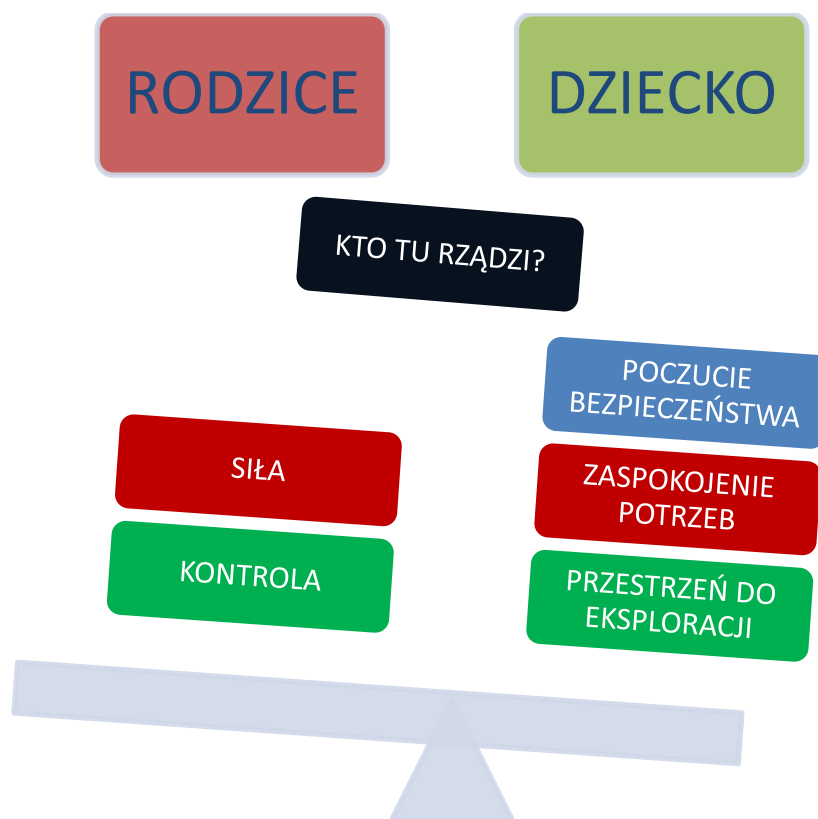 RODZICE
DZIECKO
KTO TU RZĄDZI?
POCZUCIE
BEZPIECZEŃSTWA
SIŁA
ZASPOKOJENIE
POTRZEB
KONTROLA
PRZESTRZEŃ DO
EKSPLORACJI